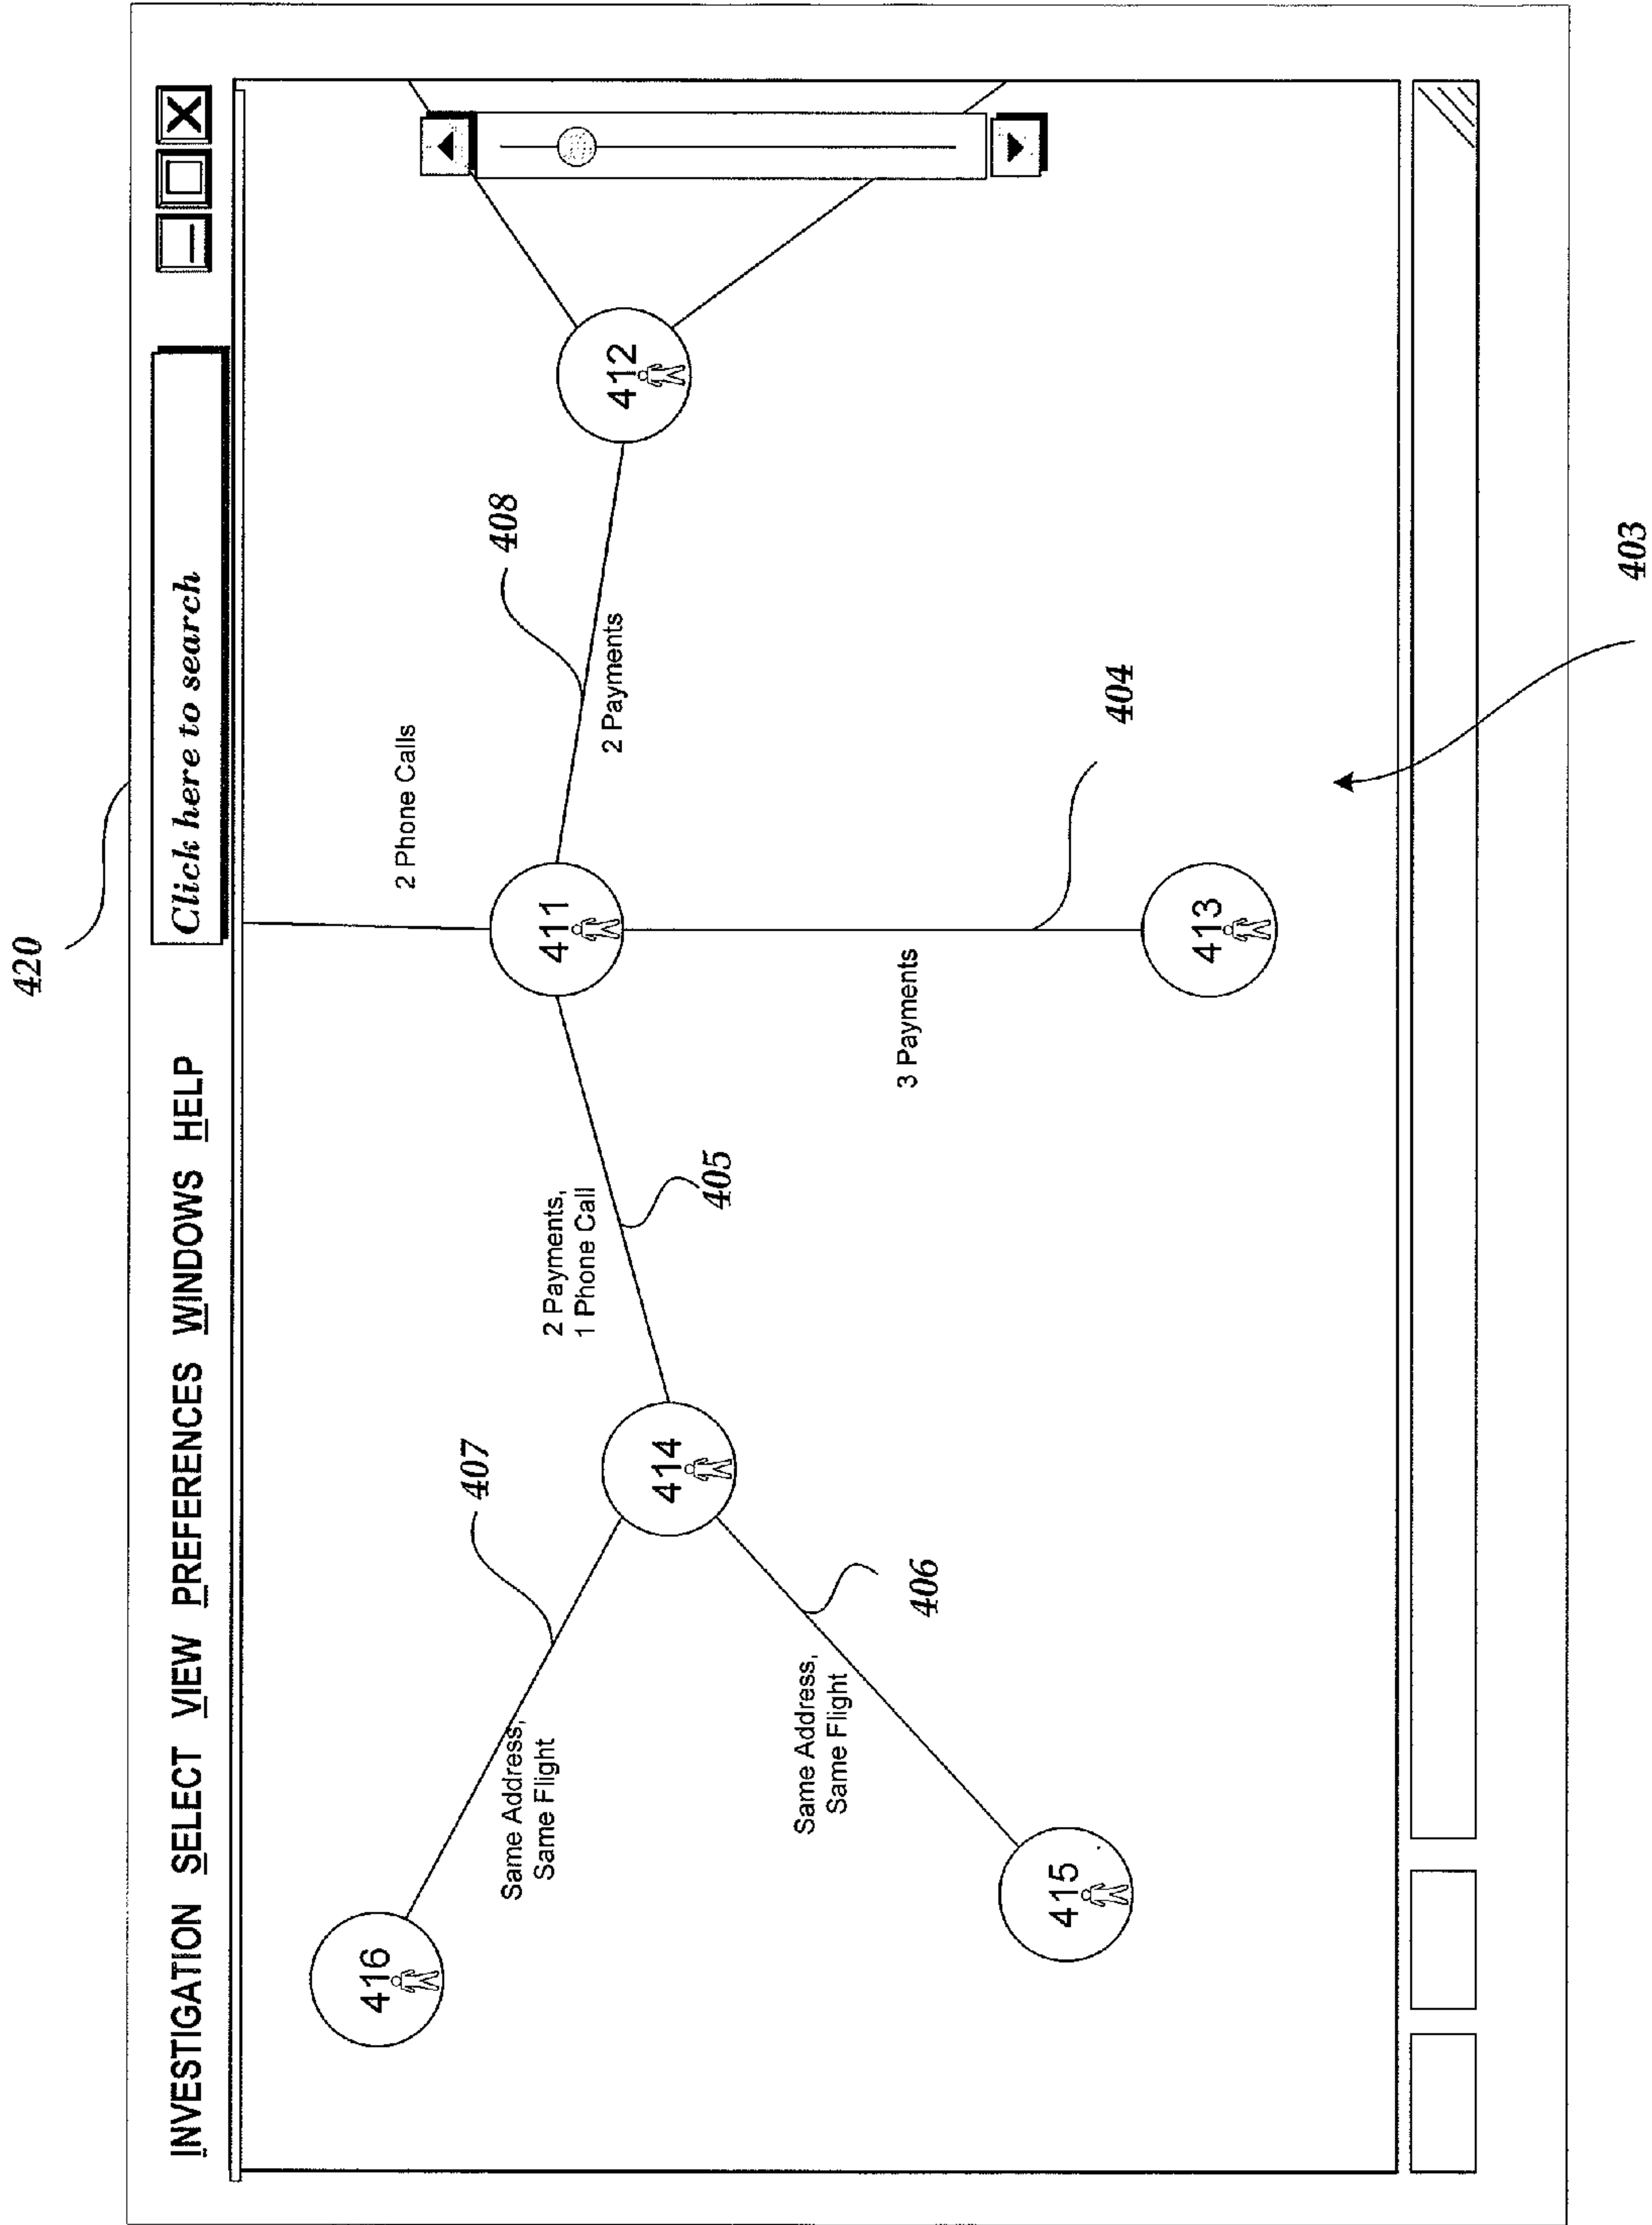 420
INVESTIGATION SELECT VIEW PREFERENCES WINDOWS HELP
Click here to search
416
407
Same Address,
Same Flight
414
2 Payments,
1 Phone Call
405
2 Phone Calls
411
408
2 Payments
412
Same Address,
Same Flight
406
3 Payments
404
415
413
403